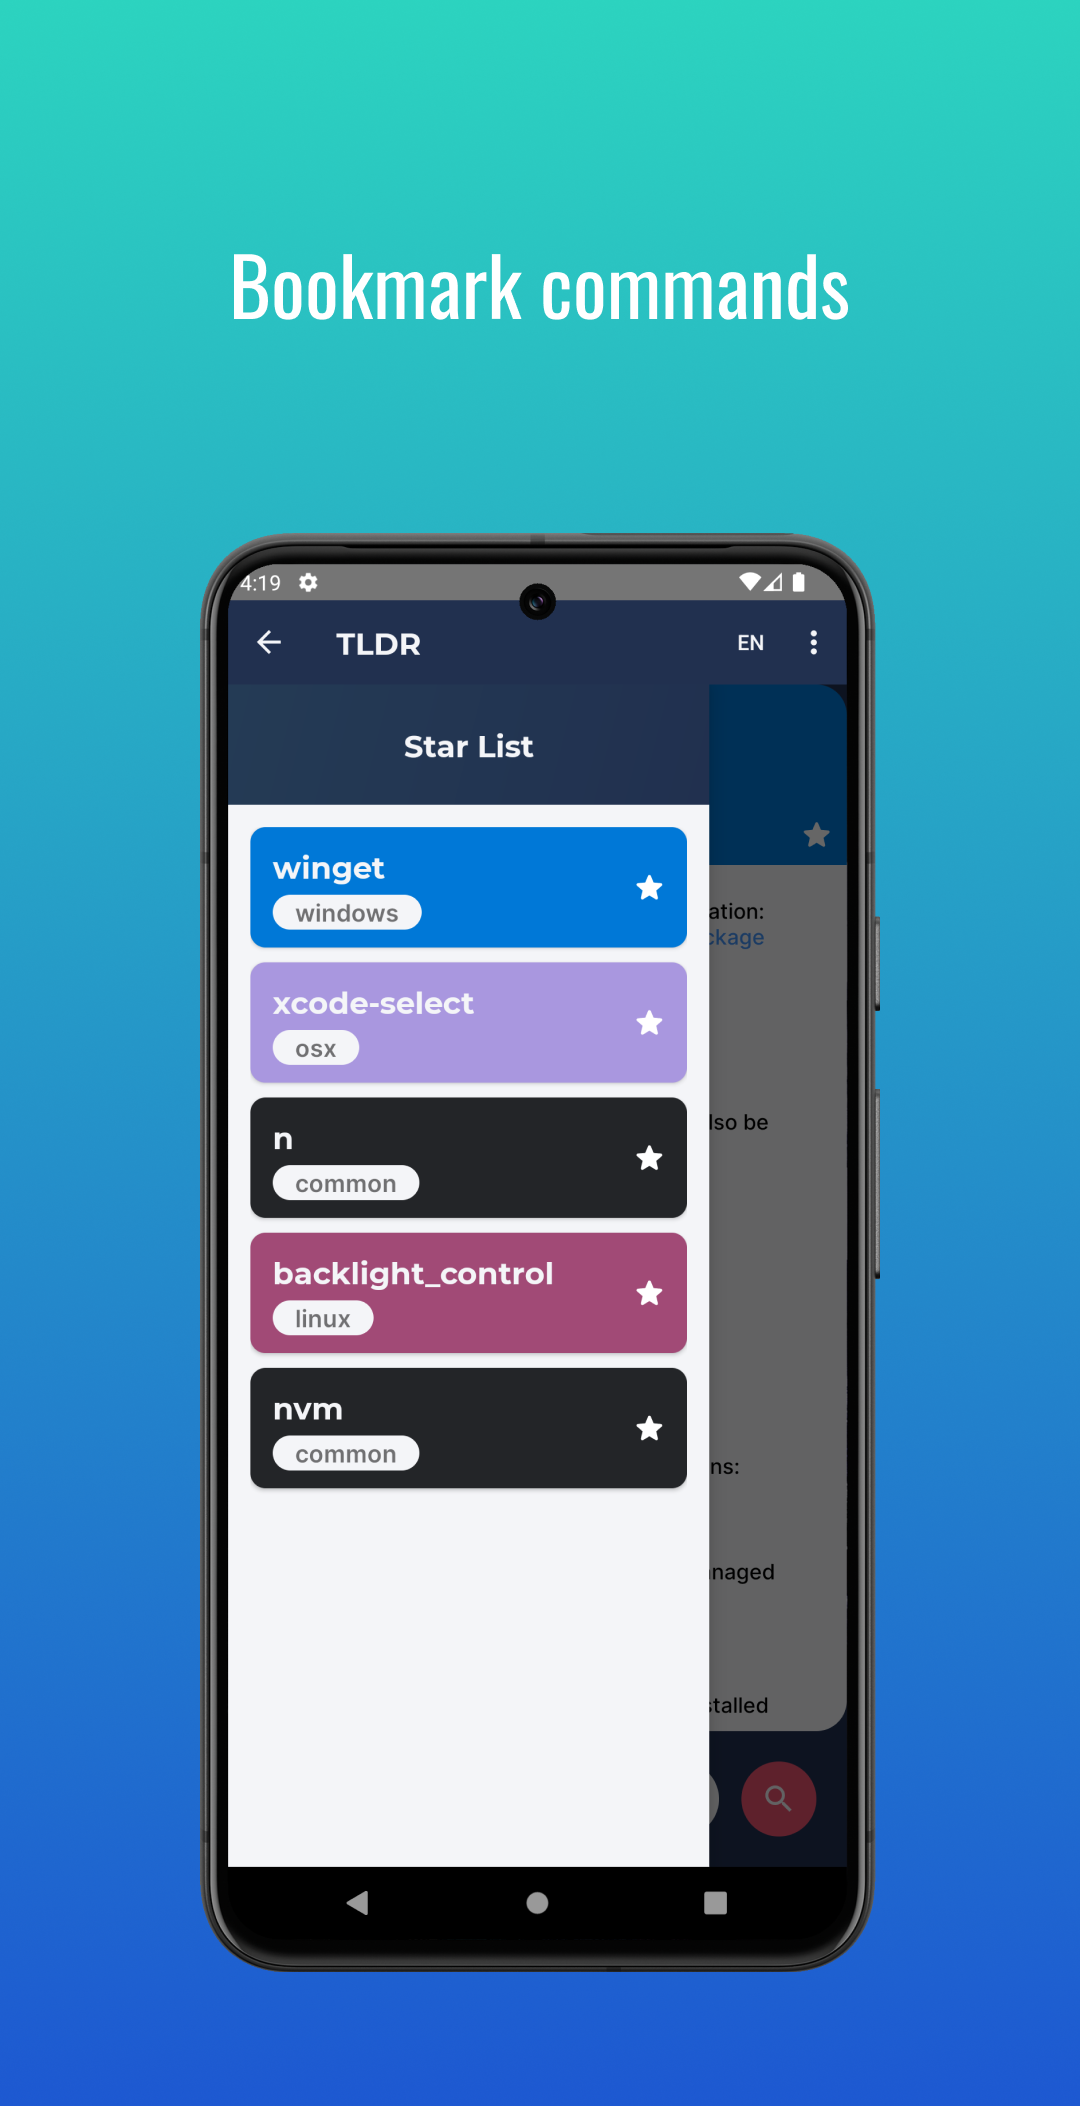 Bookmark commands
4:19
TLDR
EN
Star List
winget
windows
xcode-select
osx
n
common
backlight_control
linux
nvm
common
ation:
ckage
lso be
ns:
naged
stalled